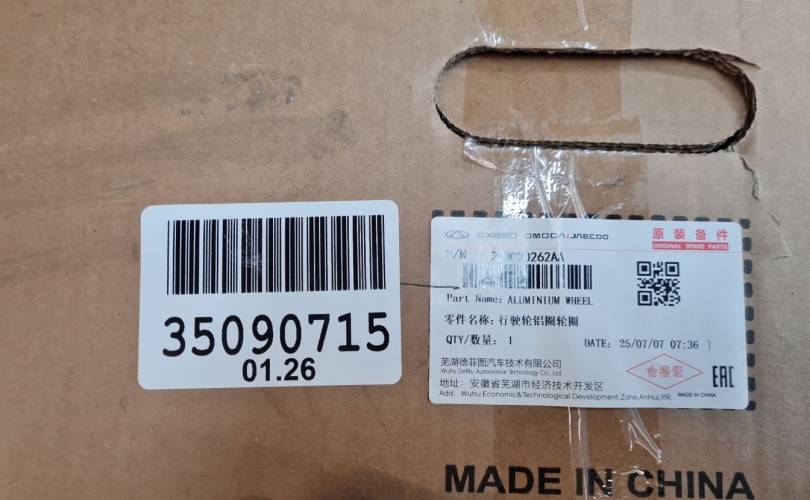 35090715
01.26
EXEED OMODA|JAECOO
原装备件
ORIGINAL SPARE PARTS
P/N
Part Name: ALUMINIUM WHEEL
零件名称: 行驶轮铝圈轮圈
QTY/数量: 1
DATE: 25/07/07 07:36
芜湖德菲图汽车技术有限公司
Wuhu Defitu Automotive Technology Co., Ltd
地址: 安徽省芜湖市经济技术开发区
Add: Wuhu Economic&Technological Development Zone,AnHui,P.R.
合格证
EAC
MADE IN CHINA
MADE IN CHINA